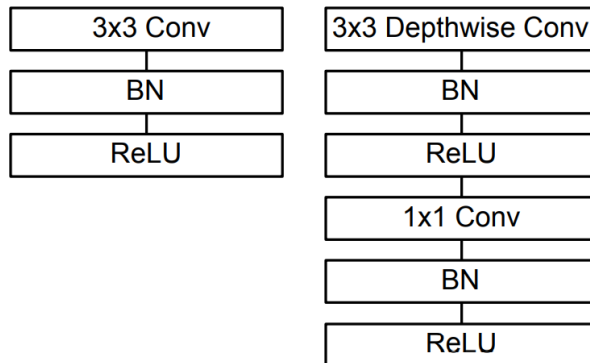 3x3 Conv
BN
ReLU
3x3 Depthwise Conv
BN
ReLU
1x1 Conv
BN
ReLU